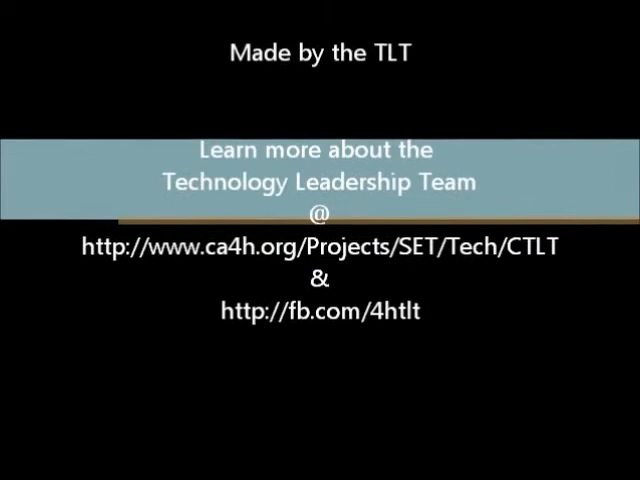 Made by the TLT
Learn more about the
Technology Leadership Team
@
http://www.ca4h.org/Projects/SET/Tech/CTLT
&
http://fb.com/4htlt